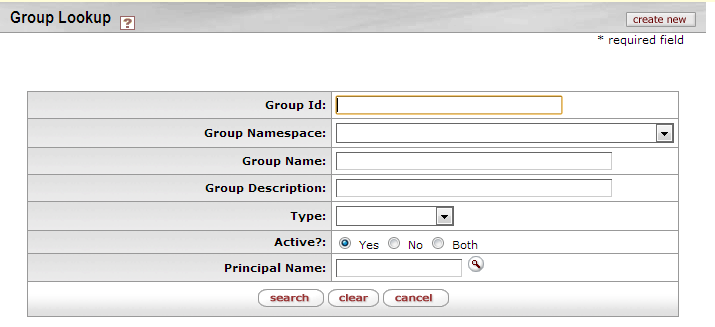 Group Lookup ? create new
* required field
Group Id:
Group Namespace:
Group Name:
Group Description:
Type:
Active?: Yes No Both
Principal Name:
search clear cancel